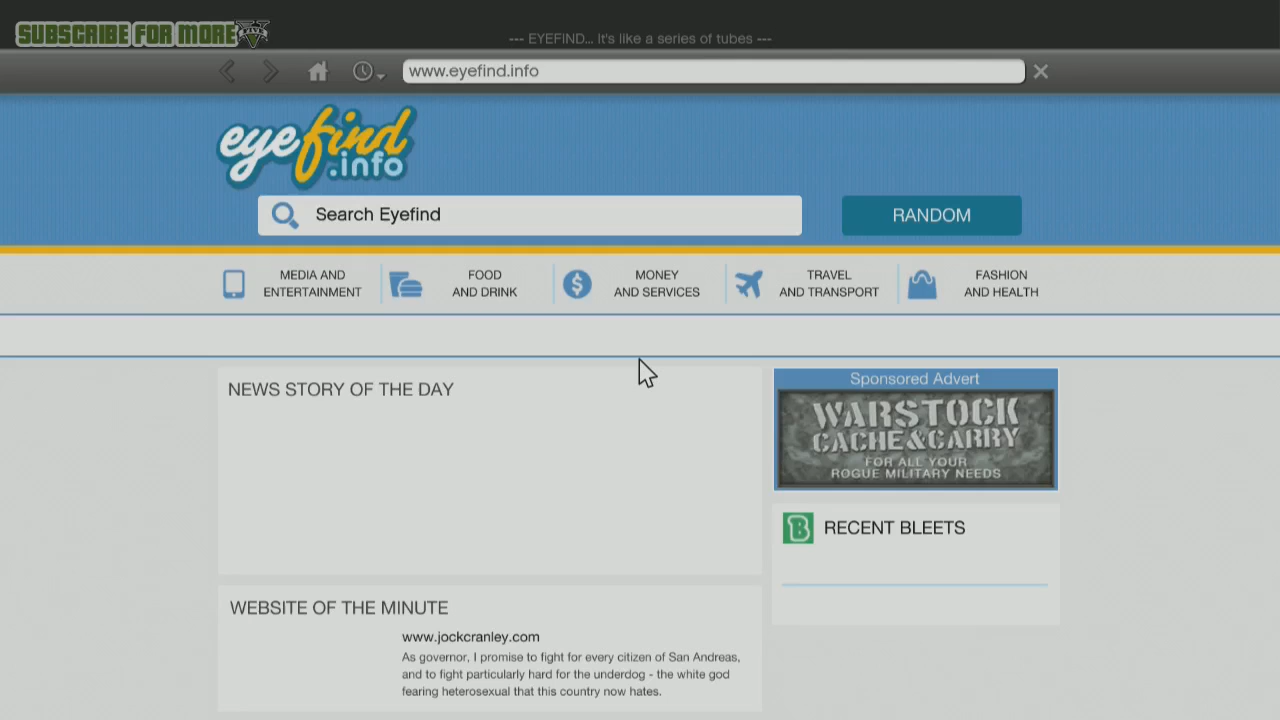 SUBSCRIBE FOR MORE
FIVE
--- EYEFIND... It's like a series of tubes ---
www.eyefind.info
eyefind
.info
Search Eyefind
RANDOM
MEDIA AND
ENTERTAINMENT
FOOD
AND DRINK
MONEY
AND SERVICES
TRAVEL
AND TRANSPORT
FASHION
AND HEALTH
NEWS STORY OF THE DAY
Sponsored Advert
WARSTOCK
CACHE&CARRY
FOR ALL YOUR
ROGUE MILITARY NEEDS
B RECENT BLEETS
WEBSITE OF THE MINUTE
www.jockcranley.com
As governor, I promise to fight for every citizen of San Andreas,
and to fight particularly hard for the underdog - the white god
fearing heterosexual that this country now hates.